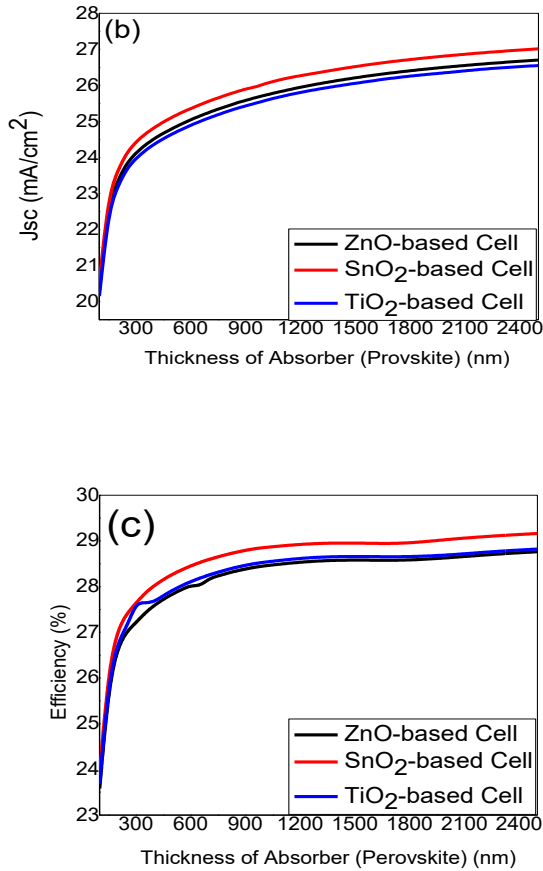 (b)
28
27
26
25
24
23
22
21
20
Jsc (mA/cm²)
ZnO-based Cell
SnO₂-based Cell
TiO₂-based Cell
300 600 900 1200 1500 1800 2100 2400
Thickness of Absorber (Provskite) (nm)
(c)
30
29
28
27
26
25
24
23
Efficiency (%)
ZnO-based Cell
SnO₂-based Cell
TiO₂-based Cell
300 600 900 1200 1500 1800 2100 2400
Thickness of Absorber (Perovskite) (nm)